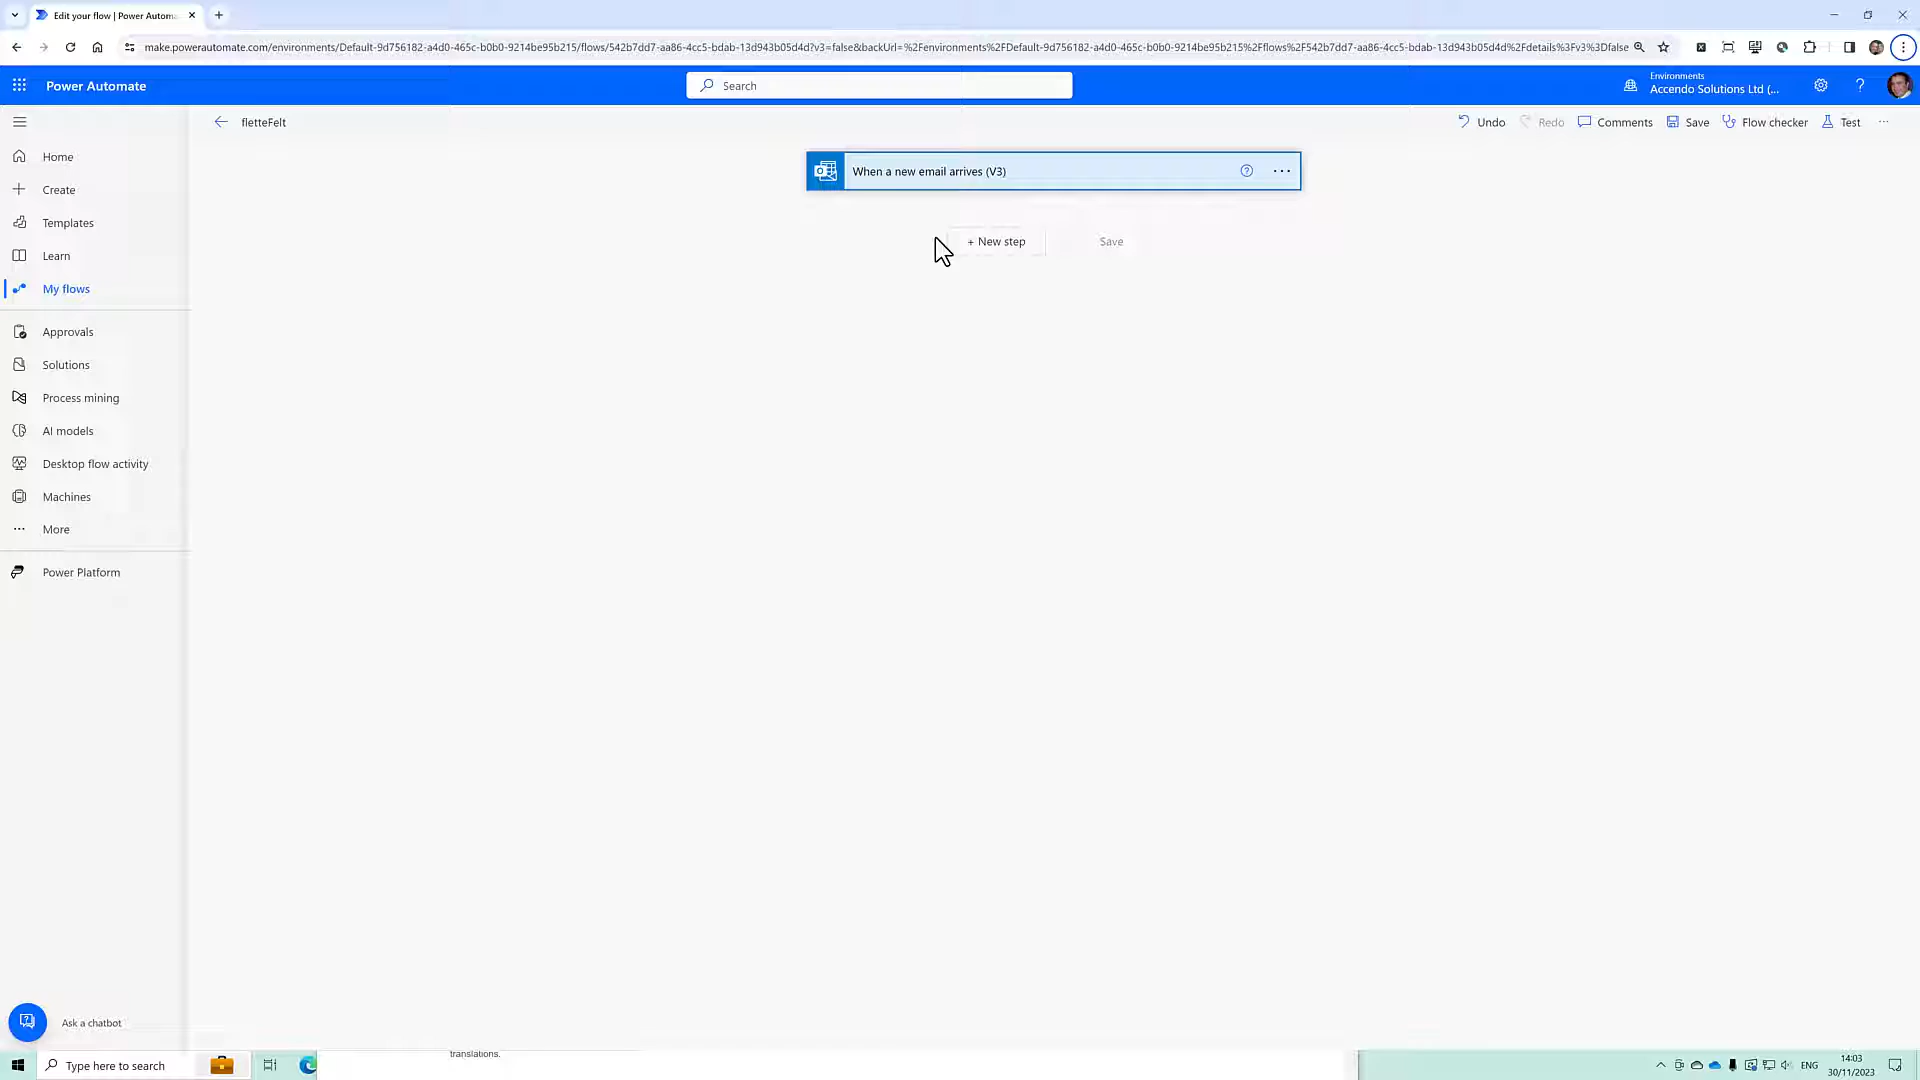 Edit your flow | Power Automa
make.powerautomate.com/environments/Default-9d756182-a4d0-465c-b0b0-9214be95b215/flows/542b7dd7-aa86-4cc5-bdab-13d943b05d4d?v3=false&backUrl=%2Fenvironments%2FDefault-9d756182-a4d0-465c-b0b0-9214be95b215%2Fflows%2F542b7dd7-aa86-4cc5-bdab-13d943b05d4d%2Fdetails%3Fv3%3Dfalse
Power Automate
Search
Environments
Accendo Solutions Ltd (...
fletteFelt
Undo
Redo
Comments
Save
Flow checker
Test
Home
Create
Templates
Learn
My flows
Approvals
Solutions
Process mining
AI models
Desktop flow activity
Machines
More
Power Platform
When a new email arrives (V3)
+ New step
Save
Ask a chatbot
translations.
Type here to search
ENG
14:03
30/11/2023